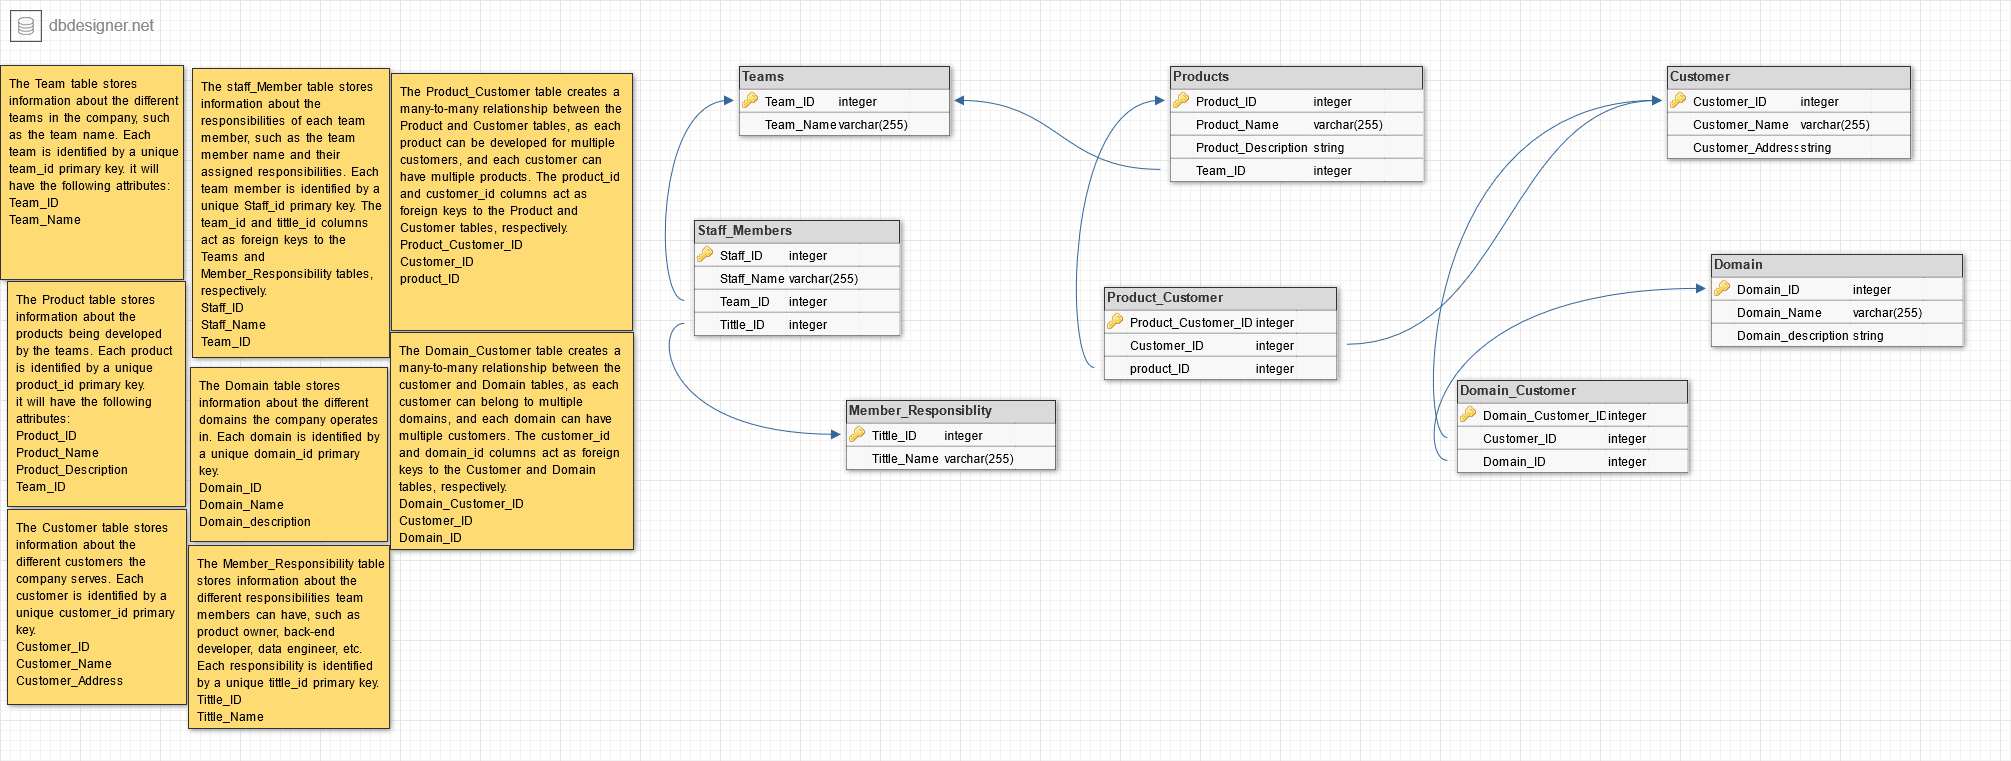 dbdesigner.net
The Team table stores
information about the different
teams in the company, such
as the team name. Each
team is identified by a unique
team_id primary key. it will
have the following attributes:
Team_ID
Team_Name
The Product table stores
information about the
products being developed
by the teams. Each product
is identified by a unique
product_id primary key.
it will have the following
attributes:
Product_ID
Product_Name
Product_Description
Team_ID
The Customer table stores
information about the
different customers the
company serves. Each
customer is identified by a
unique customer_id primary
key.
Customer_ID
Customer_Name
Customer_Address
The staff_Member table stores
information about the
responsibilities of each team
member, such as the team
member name and their
assigned responsibilities. Each
team member is identified by a
unique Staff_id primary key. The
team_id and tittle_id columns
act as foreign keys to the
Teams and
Member_Responsibility tables,
respectively.
Staff_ID
Staff_Name
Team_ID
The Domain table stores
information about the different
domains the company operates
in. Each domain is identified by
a unique domain_id primary
key.
Domain_ID
Domain_Name
Domain_description
The Member_Responsibility table
stores information about the
different responsibilities team
members can have, such as
product owner, back-end
developer, data engineer, etc.
Each responsibility is identified
by a unique tittle_id primary key.
Tittle_ID
Tittle_Name
The Product_Customer table creates a
many-to-many relationship between the
Product and Customer tables, as each
product can be developed for multiple
customers, and each customer can
have multiple products. The product_id
and customer_id columns act as
foreign keys to the Product and
Customer tables, respectively.
Product_Customer_ID
Customer_ID
product_ID
The Domain_Customer table creates a
many-to-many relationship between the
customer and Domain tables, as each
customer can belong to multiple
domains, and each domain can have
multiple customers. The customer_id
and domain_id columns act as foreign
keys to the Customer and Domain
tables, respectively.
Domain_Customer_ID
Customer_ID
Domain_ID
Teams
Team_ID integer
Team_Name varchar(255)
Staff_Members
Staff_ID integer
Staff_Name varchar(255)
Team_ID integer
Tittle_ID integer
Member_Responsiblity
Tittle_ID integer
Tittle_Name varchar(255)
Products
Product_ID integer
Product_Name varchar(255)
Product_Description string
Team_ID integer
Product_Customer
Product_Customer_ID integer
Customer_ID integer
product_ID integer
Customer
Customer_ID integer
Customer_Name varchar(255)
Customer_Address string
Domain
Domain_ID integer
Domain_Name varchar(255)
Domain_description string
Domain_Customer
Domain_Customer_ID integer
Customer_ID integer
Domain_ID integer